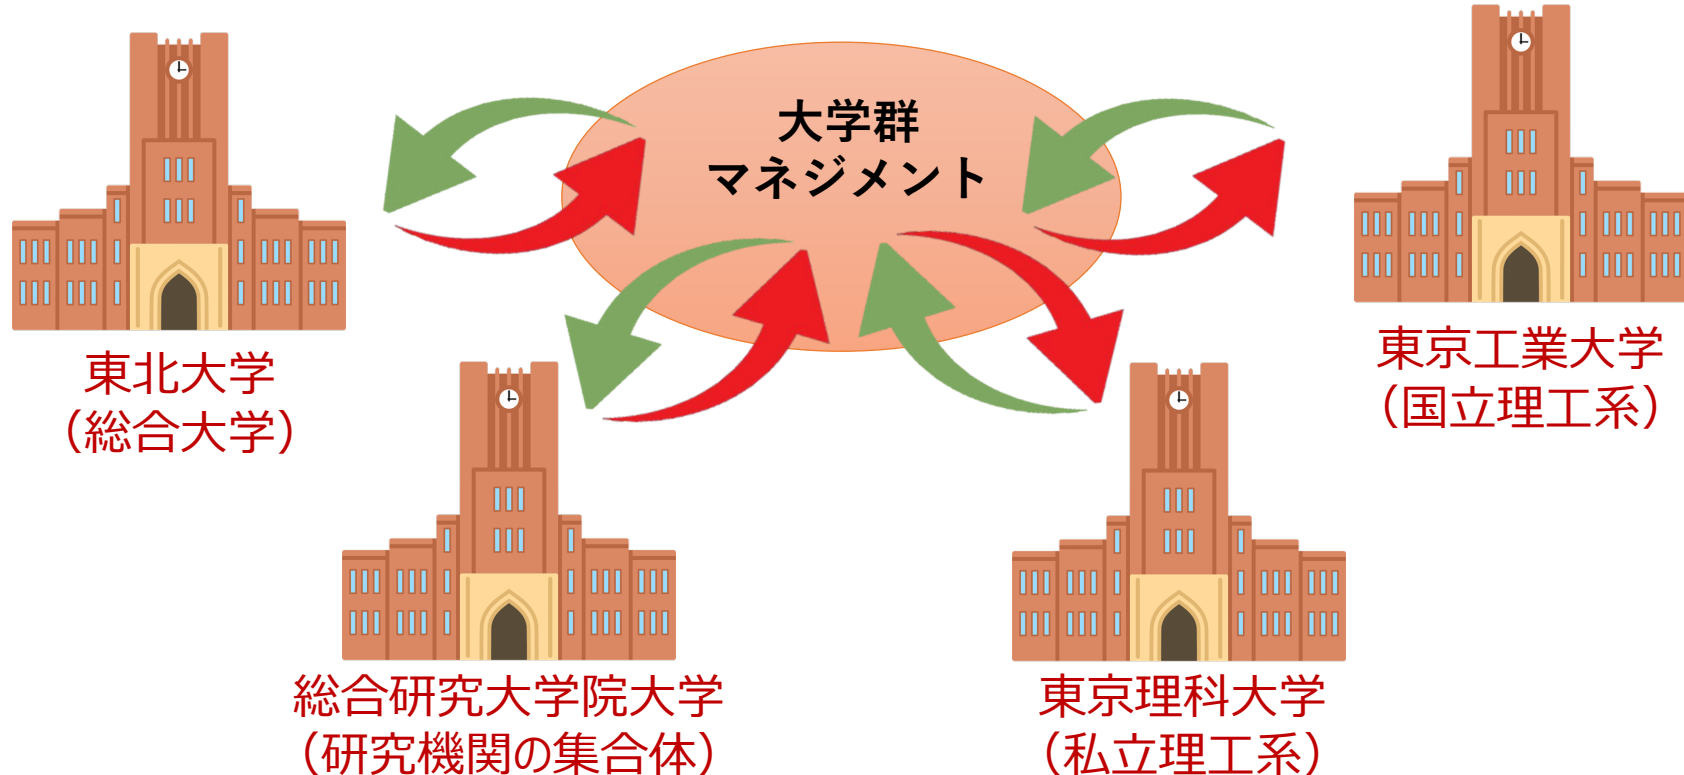 大学群
マネジメント
東北大学
（総合大学）
東京工業大学
（国立理工系）
総合研究大学院大学
（研究機関の集合体）
東京理科大学
（私立理工系）